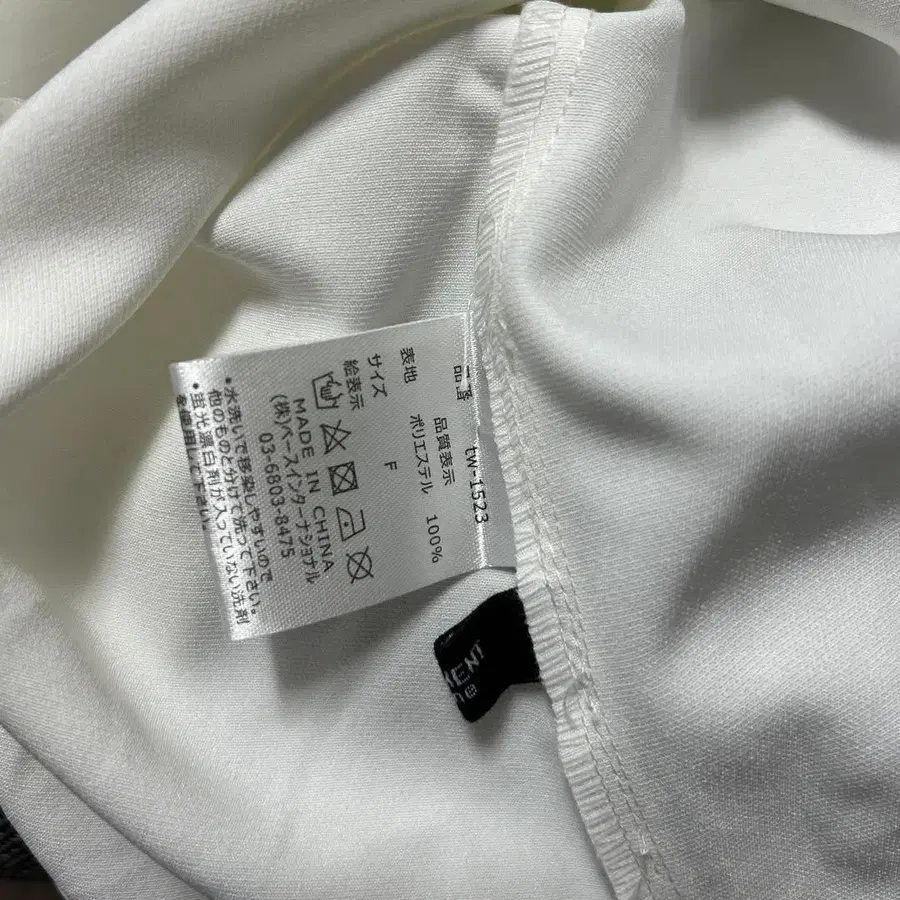 品番 tw-1523
品質表示
表地 ポリエステル 100%
サイズ F
絵表示
MADE IN CHINA
(株)ベースインターナショナル
03-6803-8475
・水洗いで移染しやすいので
他のものと分けて洗って下さい。
・蛍光漂白剤が入っていない洗剤
を使用して下さい。
MENT